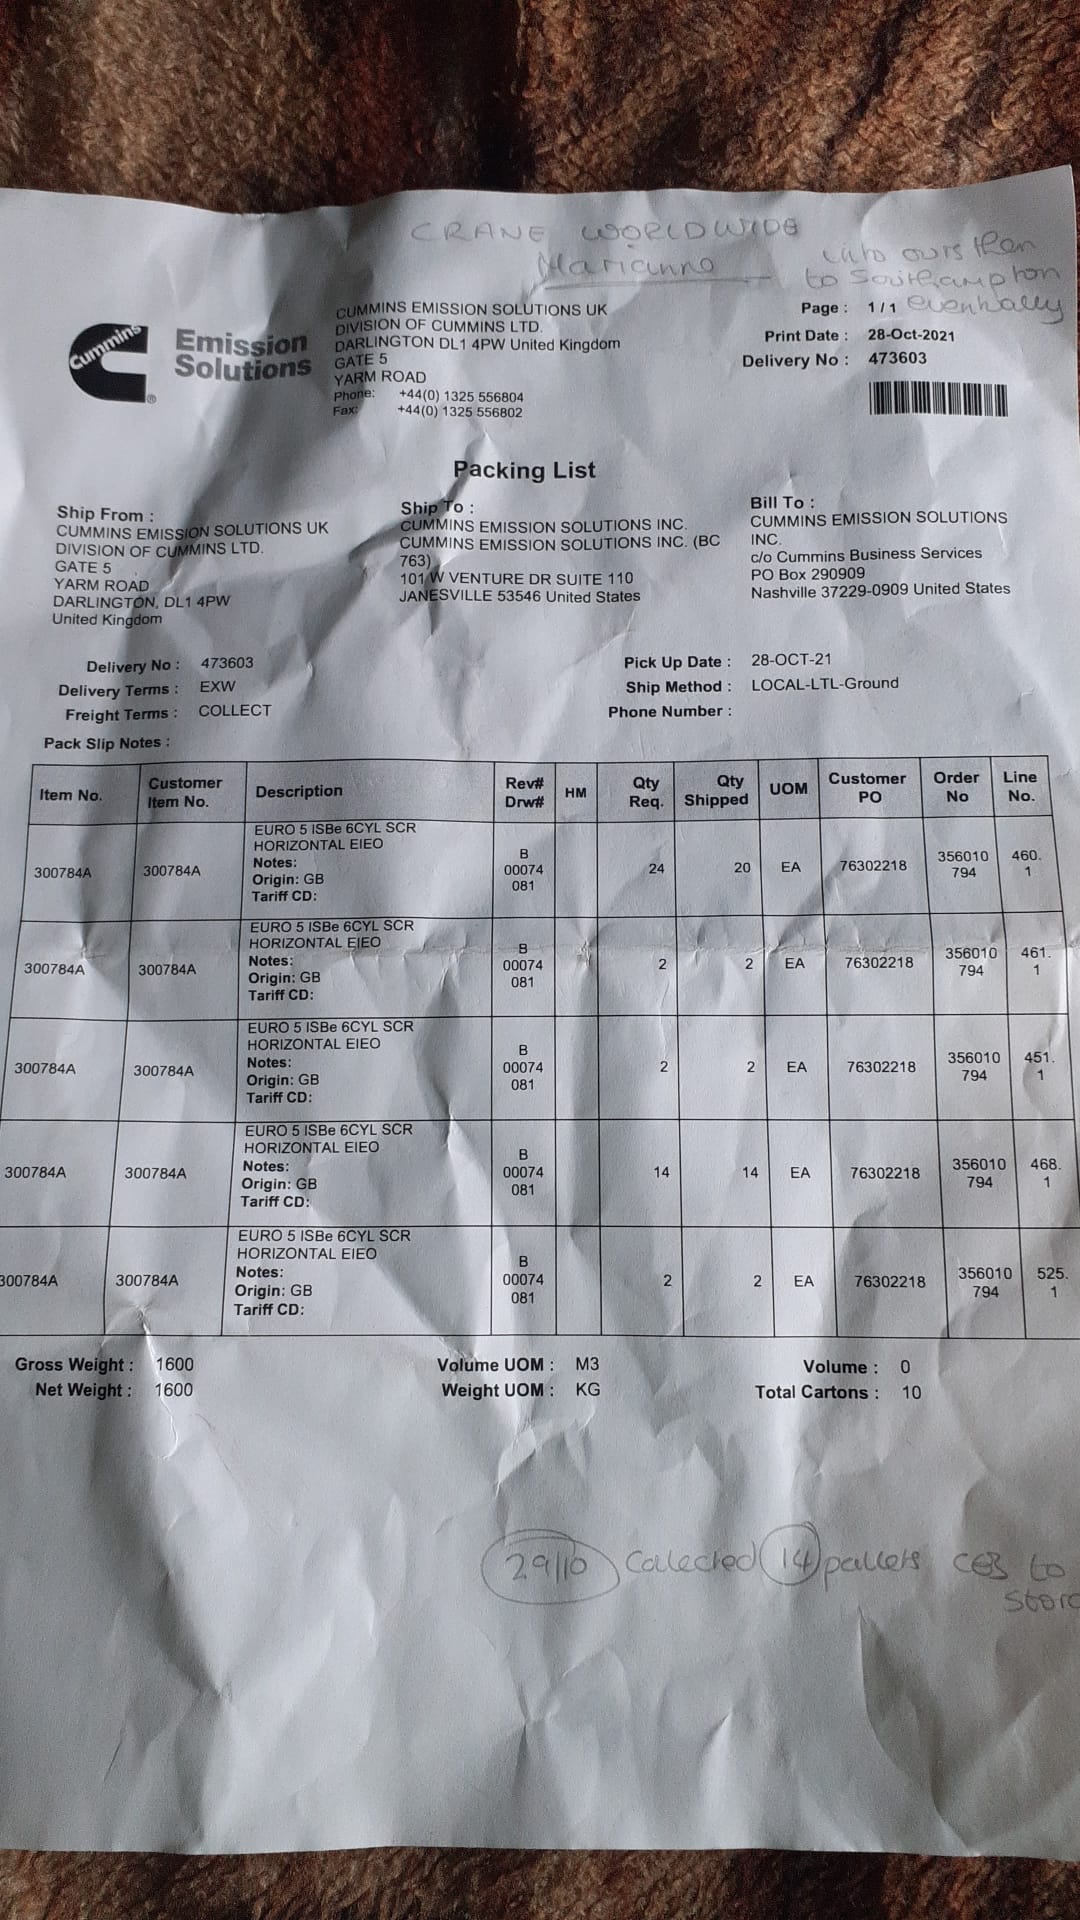 CRANE WORLDWIDE
Marianne
into ours then
to Southampton
eventually
Cummins
®
Emission
Solutions
CUMMINS EMISSION SOLUTIONS UK
DIVISION OF CUMMINS LTD.
DARLINGTON DL1 4PW United Kingdom
GATE 5
YARM ROAD
Phone: +44(0) 1325 556804
Fax: +44(0) 1325 556802
Page : 1 / 1
Print Date : 28-Oct-2021
Delivery No : 473603
Packing List
Ship From :
CUMMINS EMISSION SOLUTIONS UK
DIVISION OF CUMMINS LTD.
GATE 5
YARM ROAD
DARLINGTON, DL1 4PW
United Kingdom
Ship To :
CUMMINS EMISSION SOLUTIONS INC.
CUMMINS EMISSION SOLUTIONS INC. (BC
763)
101 W VENTURE DR SUITE 110
JANESVILLE 53546 United States
Bill To :
CUMMINS EMISSION SOLUTIONS
INC.
c/o Cummins Business Services
PO Box 290909
Nashville 37229-0909 United States
Delivery No : 473603
Delivery Terms : EXW
Freight Terms : COLLECT
Pack Slip Notes :
Pick Up Date : 28-OCT-21
Ship Method : LOCAL-LTL-Ground
Phone Number :
Item No. Customer Item No. Description Rev# Drw# HM Qty Req. Qty Shipped UOM Customer PO Order No Line No.
EURO 5 ISBe 6CYL SCR
HORIZONTAL EIEO
Notes:
Origin: GB
Tariff CD:
300784A 300784A B 00074 081 24 20 EA 76302218 356010 794 460. 1
EURO 5 ISBe 6CYL SCR
HORIZONTAL EIEO
Notes:
Origin: GB
Tariff CD:
300784A 300784A B 00074 081 2 2 EA 76302218 356010 794 461. 1
EURO 5 ISBe 6CYL SCR
HORIZONTAL EIEO
Notes:
Origin: GB
Tariff CD:
300784A 300784A B 00074 081 2 2 EA 76302218 356010 794 451. 1
EURO 5 ISBe 6CYL SCR
HORIZONTAL EIEO
Notes:
Origin: GB
Tariff CD:
300784A 300784A B 00074 081 14 14 EA 76302218 356010 794 468. 1
EURO 5 ISBe 6CYL SCR
HORIZONTAL EIEO
Notes:
Origin: GB
Tariff CD:
300784A 300784A B 00074 081 2 2 EA 76302218 356010 794 525. 1
Gross Weight : 1600 Volume UOM : M3 Volume : 0
Net Weight : 1600 Weight UOM : KG Total Cartons : 10
29/10 Collected 14 pallets to